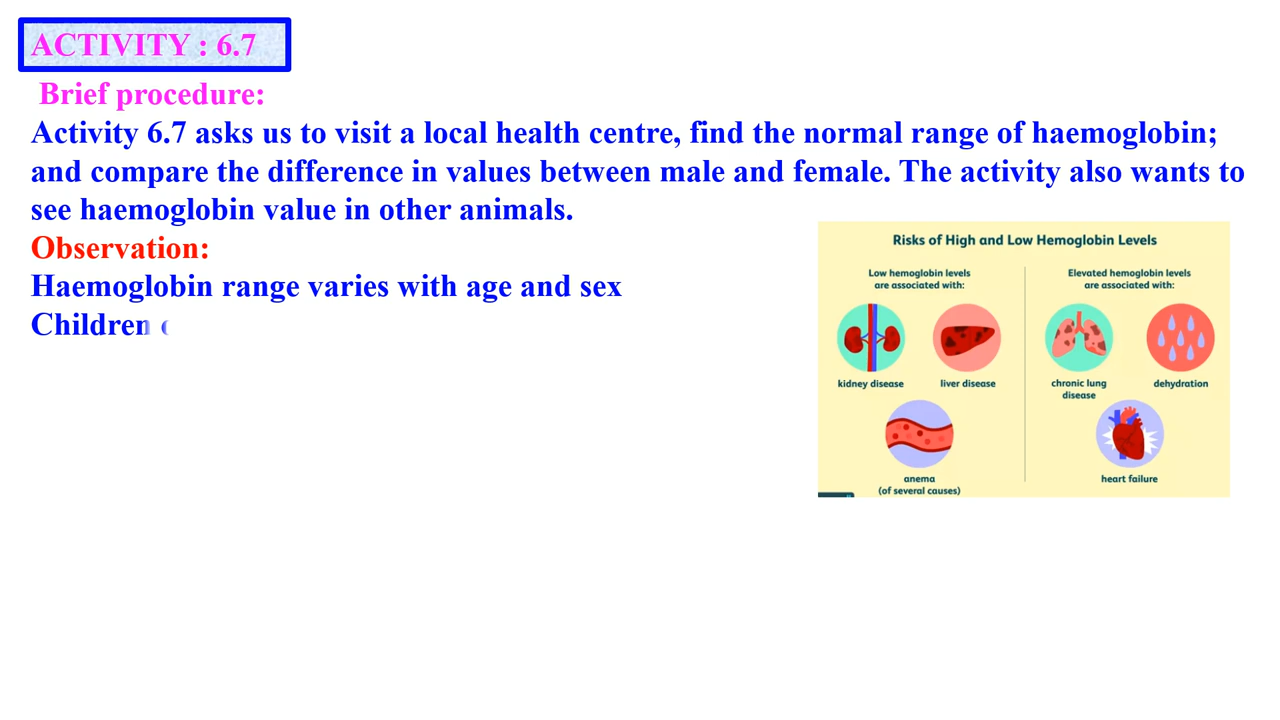 ACTIVITY : 6.7
Brief procedure:
Activity 6.7 asks us to visit a local health centre, find the normal range of haemoglobin;
and compare the difference in values between male and female. The activity also wants to
see haemoglobin value in other animals.
Observation:
Haemoglobin range varies with age and sex
Children
Risks of High and Low Hemoglobin Levels
Low hemoglobin levels
are associated with:
kidney disease
liver disease
anema
(of several causes)
Elevated hemoglobin levels
are associated with:
chronic lung
disease
dehydration
heart failure